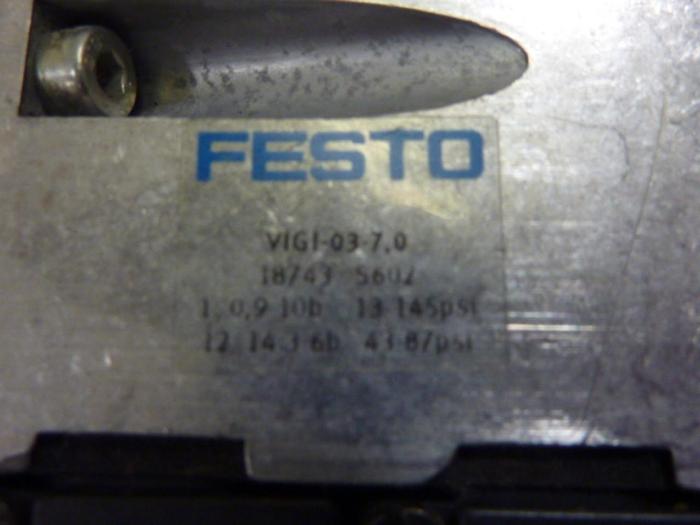 FESTO
VIGI-03-7,0
18743 S602
1, 0,9 10b 13 145psi
12, 14 3 6b 43 87psi